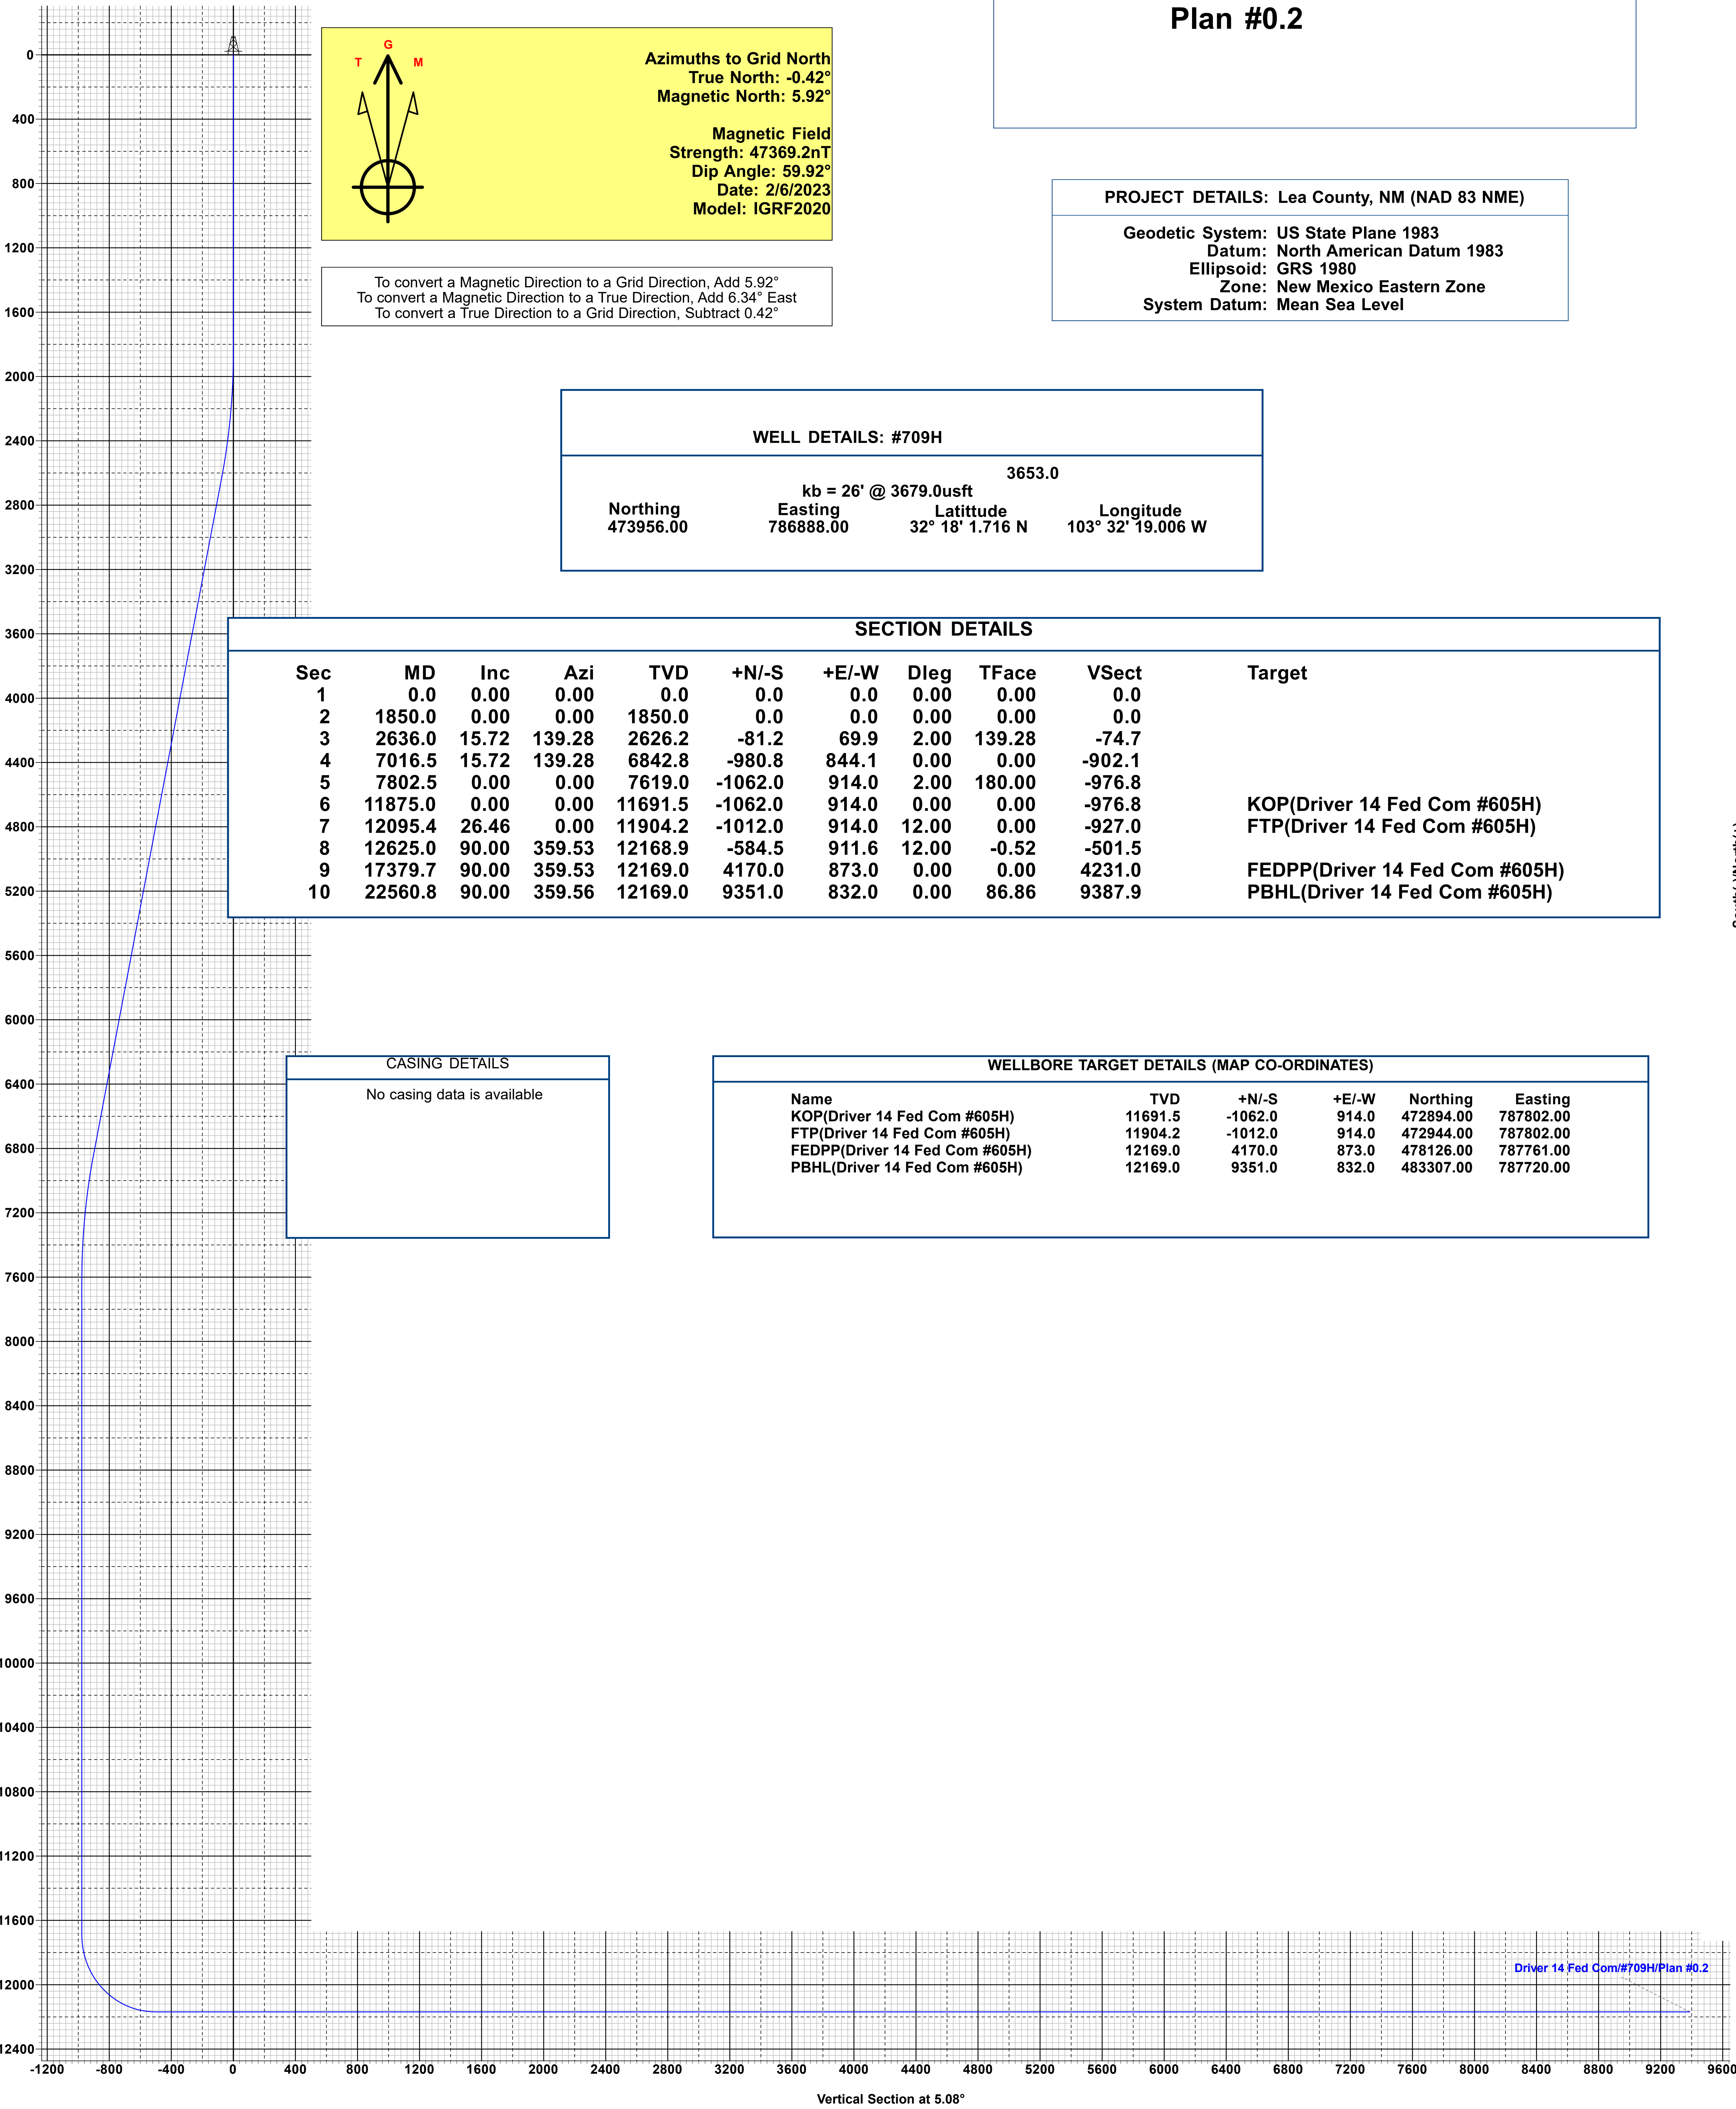 Plan #0.2
G
T M
Azimuths to Grid North
True North: -0.42°
Magnetic North: 5.92°
Magnetic Field
Strength: 47369.2nT
Dip Angle: 59.92°
Date: 2/6/2023
Model: IGRF2020
To convert a Magnetic Direction to a Grid Direction, Add 5.92°
To convert a Magnetic Direction to a True Direction, Add 6.34° East
To convert a True Direction to a Grid Direction, Subtract 0.42°
PROJECT DETAILS: Lea County, NM (NAD 83 NME)
Geodetic System: US State Plane 1983
Datum: North American Datum 1983
Ellipsoid: GRS 1980
Zone: New Mexico Eastern Zone
System Datum: Mean Sea Level
WELL DETAILS: #709H
3653.0
kb = 26' @ 3679.0usft
Northing Easting Latittude Longitude
473956.00 786888.00 32° 18' 1.716 N 103° 32' 19.006 W
SECTION DETAILS
Sec MD Inc Azi TVD +N/-S +E/-W Dleg TFace VSect Target
1 0.0 0.00 0.00 0.0 0.0 0.0 0.00 0.00 0.0
2 1850.0 0.00 0.00 1850.0 0.0 0.0 0.00 0.00 0.0
3 2636.0 15.72 139.28 2626.2 -81.2 69.9 2.00 139.28 -74.7
4 7016.5 15.72 139.28 6842.8 -980.8 844.1 0.00 0.00 -902.1
5 7802.5 0.00 0.00 7619.0 -1062.0 914.0 2.00 180.00 -976.8
6 11875.0 0.00 0.00 11691.5 -1062.0 914.0 0.00 0.00 -976.8 KOP(Driver 14 Fed Com #605H)
7 12095.4 26.46 0.00 11904.2 -1012.0 914.0 12.00 0.00 -927.0 FTP(Driver 14 Fed Com #605H)
8 12625.0 90.00 359.53 12168.9 -584.5 911.6 12.00 -0.52 -501.5
9 17379.7 90.00 359.53 12169.0 4170.0 873.0 0.00 0.00 4231.0 FEDPP(Driver 14 Fed Com #605H)
10 22560.8 90.00 359.56 12169.0 9351.0 832.0 0.00 86.86 9387.9 PBHL(Driver 14 Fed Com #605H)
CASING DETAILS
No casing data is available
WELLBORE TARGET DETAILS (MAP CO-ORDINATES)
Name TVD +N/-S +E/-W Northing Easting
KOP(Driver 14 Fed Com #605H) 11691.5 -1062.0 914.0 472894.00 787802.00
FTP(Driver 14 Fed Com #605H) 11904.2 -1012.0 914.0 472944.00 787802.00
FEDPP(Driver 14 Fed Com #605H) 12169.0 4170.0 873.0 478126.00 787761.00
PBHL(Driver 14 Fed Com #605H) 12169.0 9351.0 832.0 483307.00 787720.00
0
400
800
1200
1600
2000
2400
2800
3200
3600
4000
4400
4800
5200
5600
6000
6400
6800
7200
7600
8000
8400
8800
9200
9600
10000
10400
10800
11200
11600
12000
12400
Driver 14 Fed Com/#709H/Plan #0.2
-1200 -800 -400 0 400 800 1200 1600 2000 2400 2800 3200 3600 4000 4400 4800 5200 5600 6000 6400 6800 7200 7600 8000 8400 8800 9200 9600
Vertical Section at 5.08°